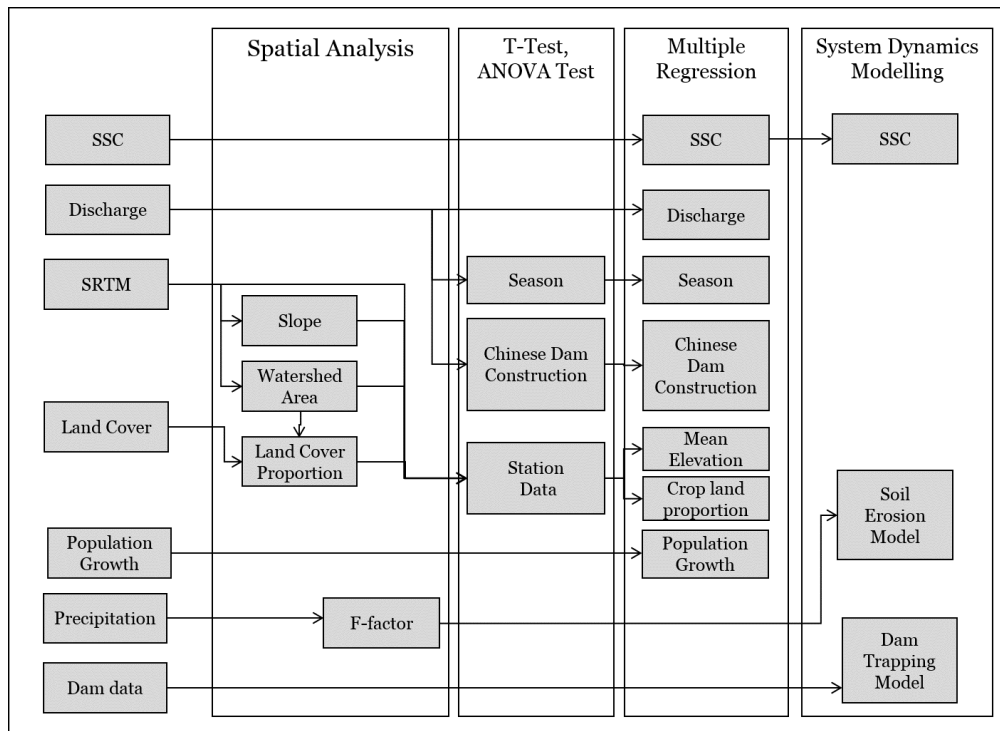 Spatial Analysis
T-Test,
ANOVA Test
Multiple
Regression
System Dynamics
Modelling
SSC
SSC
SSC
Discharge
Discharge
SRTM
Season
Season
Slope
Chinese Dam
Construction
Chinese
Dam
Construction
Watershed
Area
Land Cover
Land Cover
Proportion
Station
Data
Mean
Elevation
Crop land
proportion
Soil
Erosion
Model
Population
Growth
Population
Growth
Precipitation
F-factor
Dam
Trapping
Model
Dam data